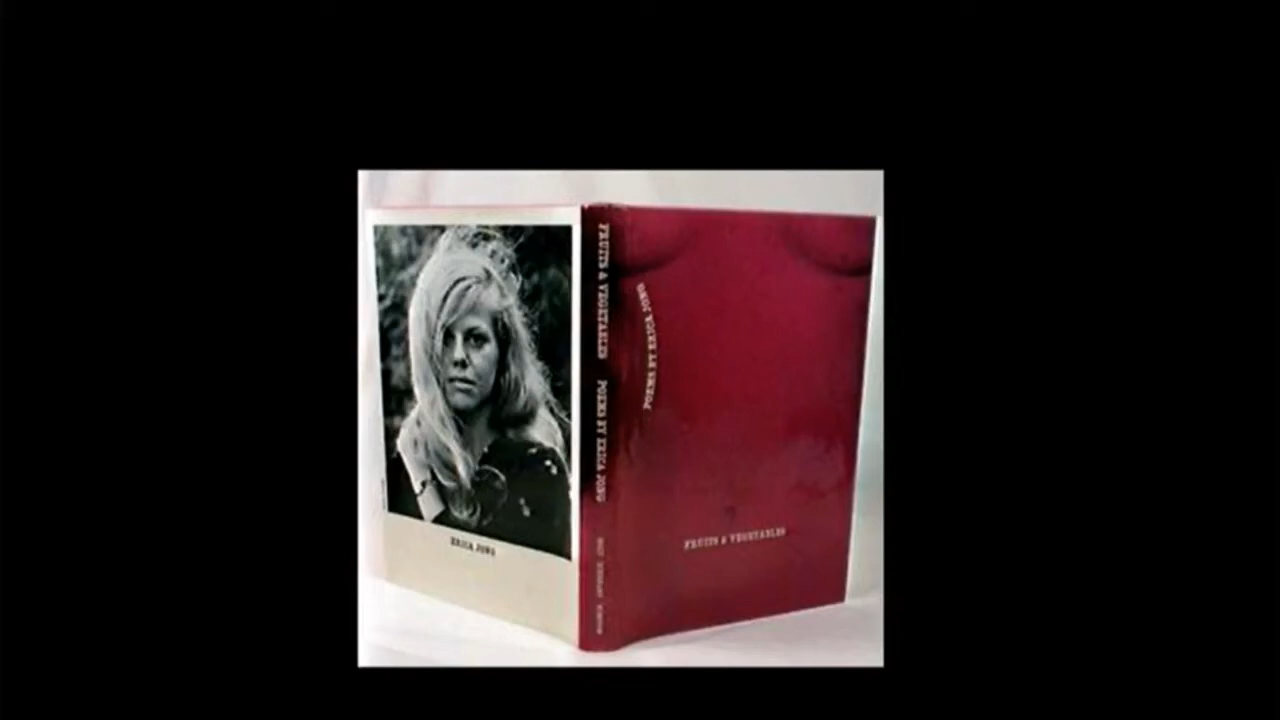 ERICA JONG
FRUITS & VEGETABLES POEMS BY ERICA JONG
POEMS BY ERICA JONG
FRUITS & VEGETABLES